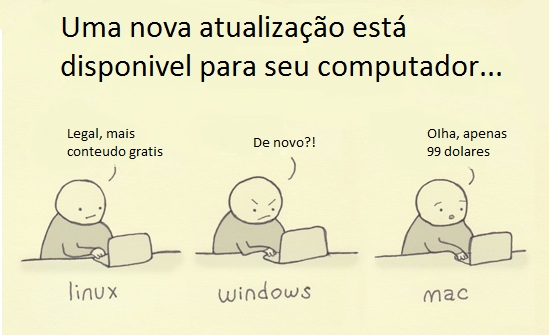 Uma nova atualização está
disponivel para seu computador...
Legal, mais
conteudo gratis
De novo?!
Olha, apenas
99 dolares
linux
windows
mac